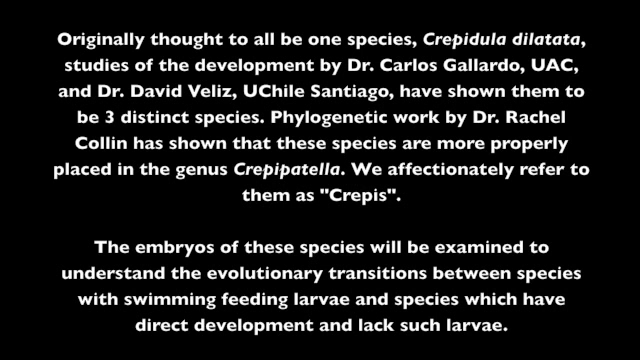 Originally thought to all be one species, Crepidula dilatata,
studies of the development by Dr. Carlos Gallardo, UAC,
and Dr. David Veliz, UChile Santiago, have shown them to
be 3 distinct species. Phylogenetic work by Dr. Rachel
Collin has shown that these species are more properly
placed in the genus Crepipatella. We affectionately refer to
them as "Crepis".
The embryos of these species will be examined to
understand the evolutionary transitions between species
with swimming feeding larvae and species which have
direct development and lack such larvae.